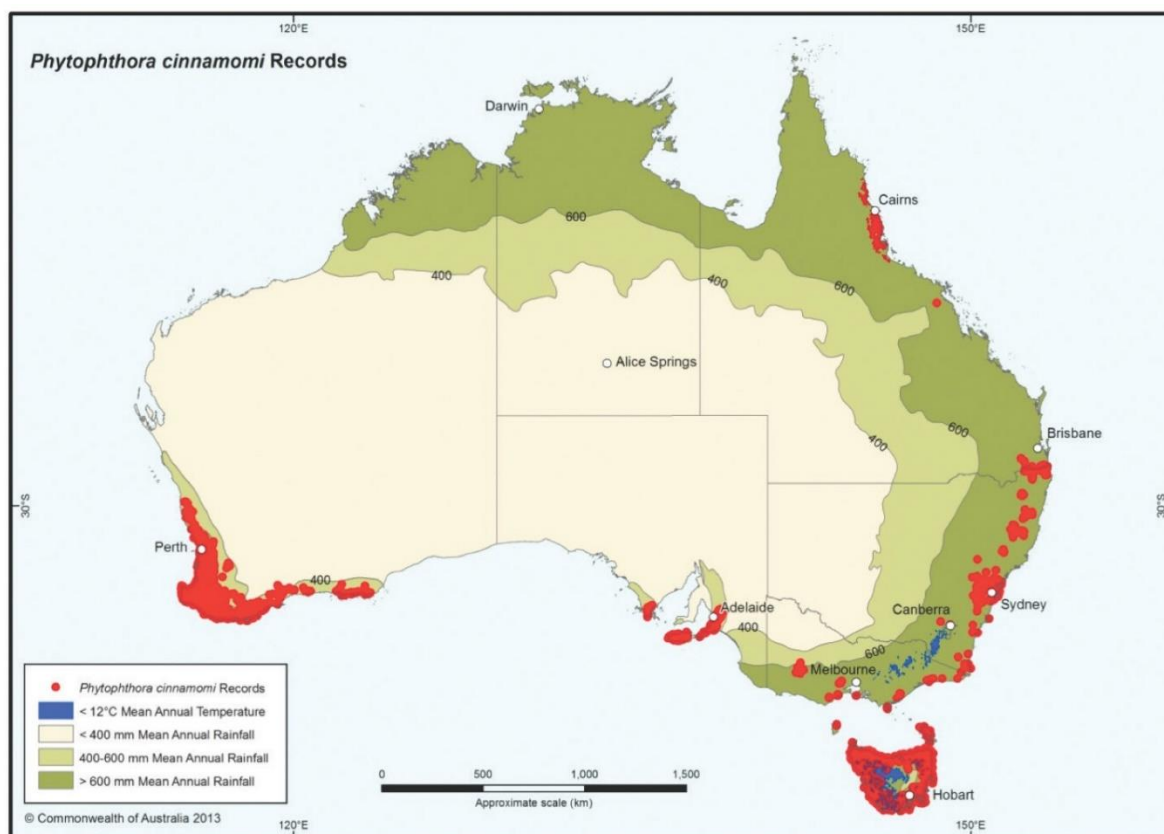 120°E
150°E
Phytophthora cinnamomi Records
Darwin
Cairns
600
400
400
600
Alice Springs
Brisbane
400
600
30°S
30°S
Perth
400
Adelaide
Canberra
Sydney
400
600
Melbourne
Hobart
Phytophthora cinnamomi Records
< 12°C Mean Annual Temperature
< 400 mm Mean Annual Rainfall
400-600 mm Mean Annual Rainfall
> 600 mm Mean Annual Rainfall
0 500 1,000 1,500
Approximate scale (km)
© Commonwealth of Australia 2013
120°E
150°E